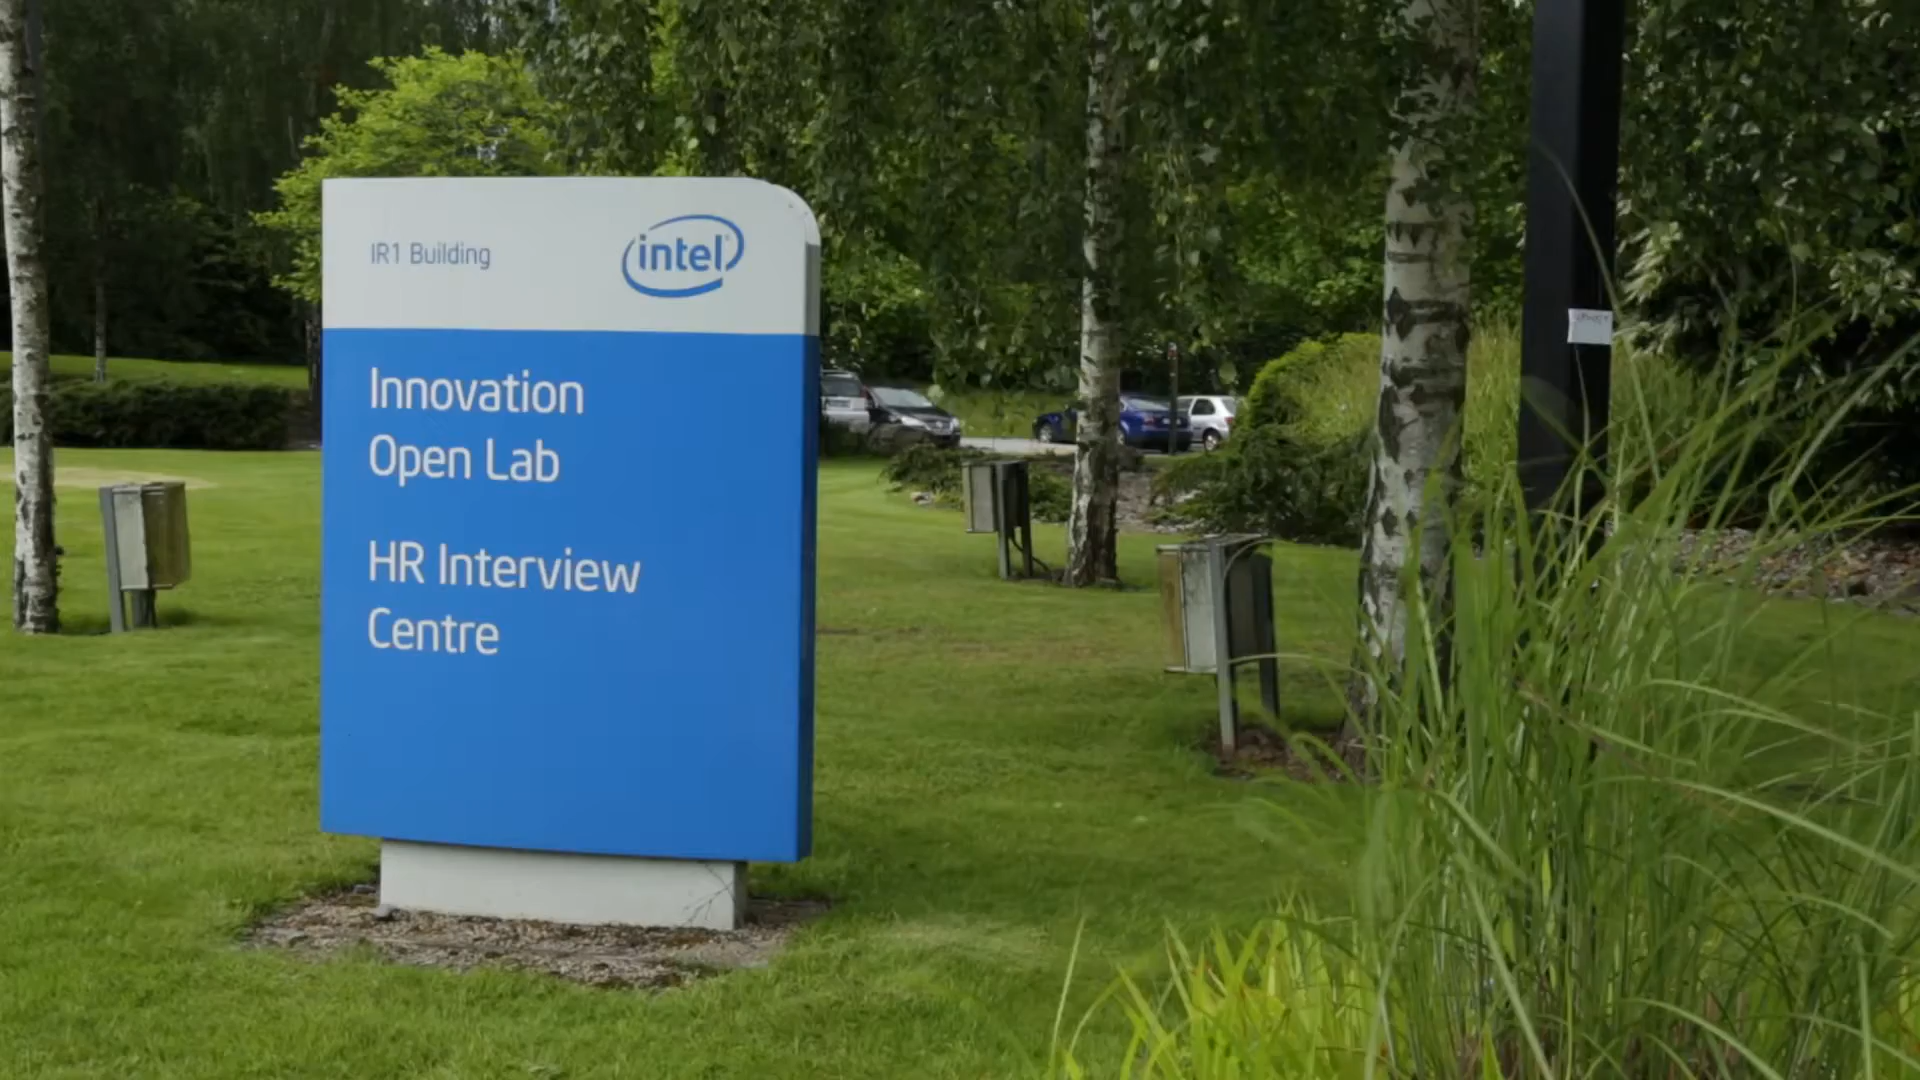 IR1 Building
intel
Innovation
Open Lab
HR Interview
Centre